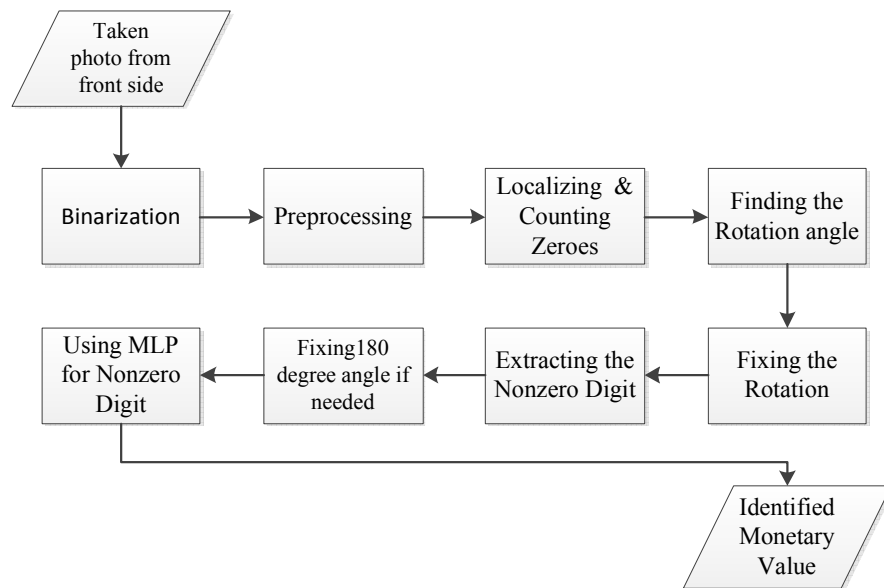 Taken
photo from
front side
Binarization
Preprocessing
Localizing &
Counting
Zeroes
Finding the
Rotation angle
Fixing the
Rotation
Extracting the
Nonzero Digit
Fixing180
degree angle if
needed
Using MLP
for Nonzero
Digit
Identified
Monetary
Value